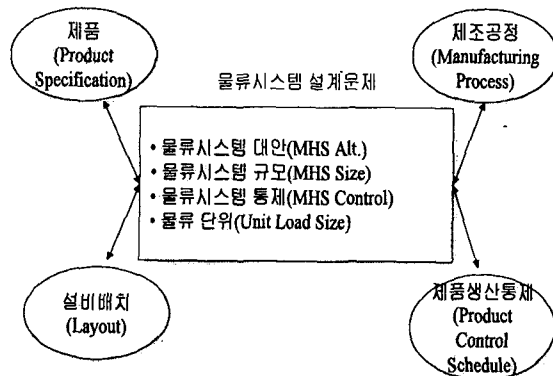 제품
(Product
Specification)
제조공정
(Manufacturing
Process)
물류시스템 설계문제
• 물류시스템 대안(MHS Alt.)
• 물류시스템 규모(MHS Size)
• 물류시스템 통제(MHS Control)
• 물류 단위(Unit Load Size)
설비배치
(Layout)
제품생산통제
(Product
Control
Schedule)